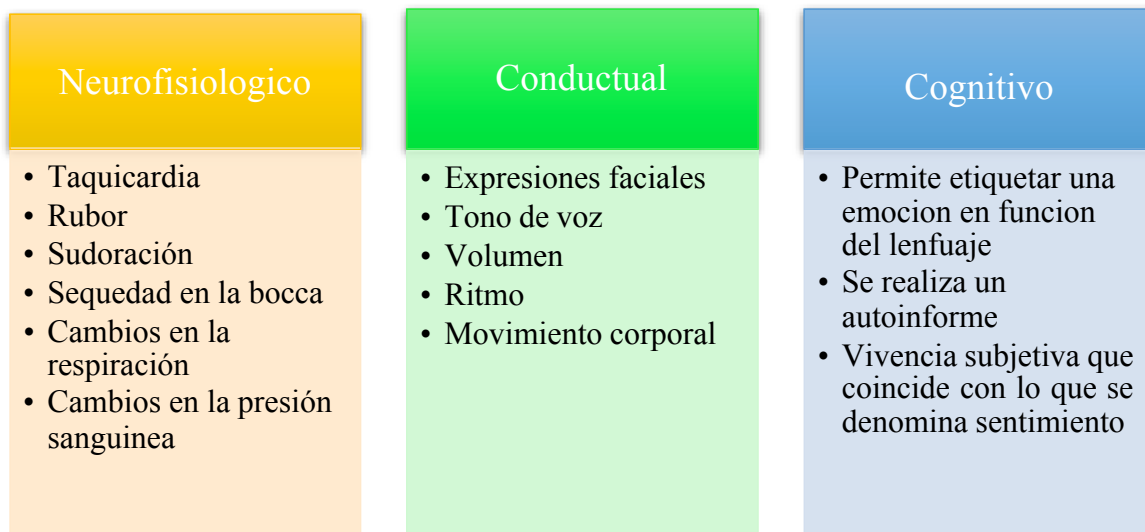 Neurofisiologico
• Taquicardia
• Rubor
• Sudoración
• Sequedad en la bocca
• Cambios en la
respiración
• Cambios en la presión
sanguinea
Conductual
• Expresiones faciales
• Tono de voz
• Volumen
• Ritmo
• Movimiento corporal
Cognitivo
• Permite etiquetar una
emocion en funcion
del lenfuaje
• Se realiza un
autoinforme
• Vivencia subjetiva que
coincide con lo que se
denomina sentimiento